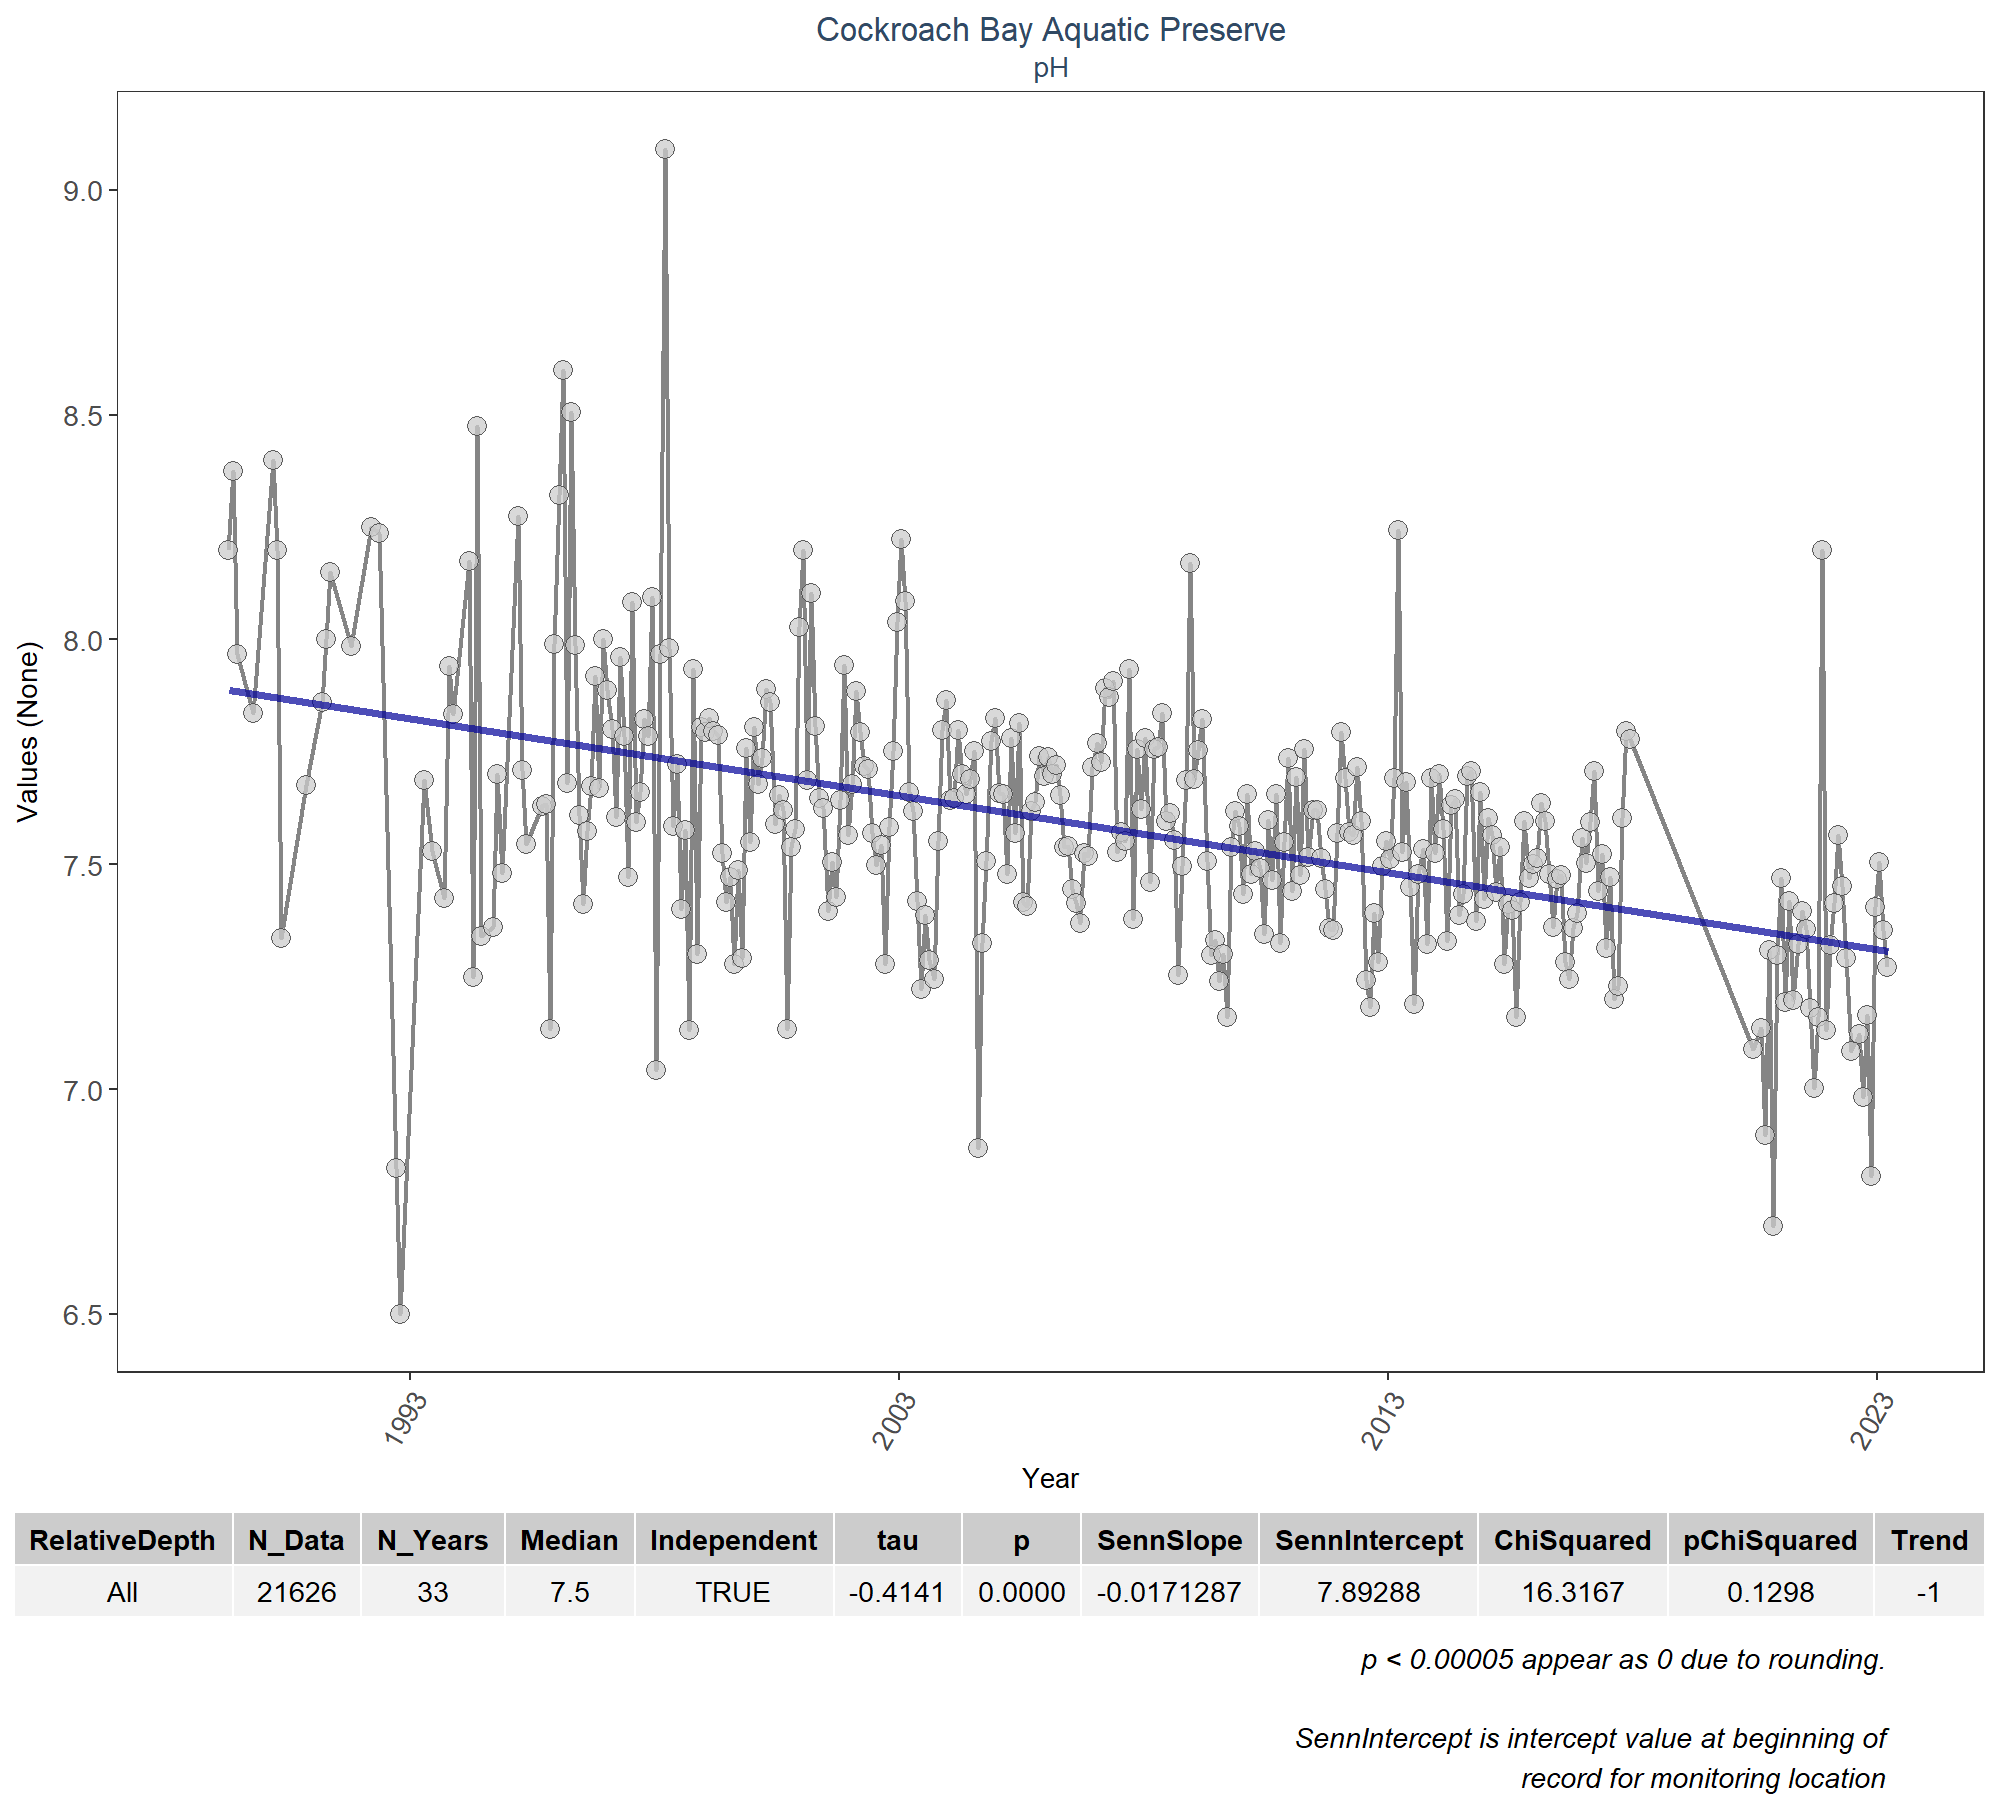 Cockroach Bay Aquatic Preserve
pH
9.0
8.5
8.0
7.5
7.0
6.5
Values (None)
1993
2003
2013
2023
Year
RelativeDepth N_Data N_Years Median Independent tau p SennSlope SennIntercept ChiSquared pChiSquared Trend
All 21626 33 7.5 TRUE -0.4141 0.0000 -0.0171287 7.89288 16.3167 0.1298 -1
p < 0.00005 appear as 0 due to rounding.
SennIntercept is intercept value at beginning of
record for monitoring location